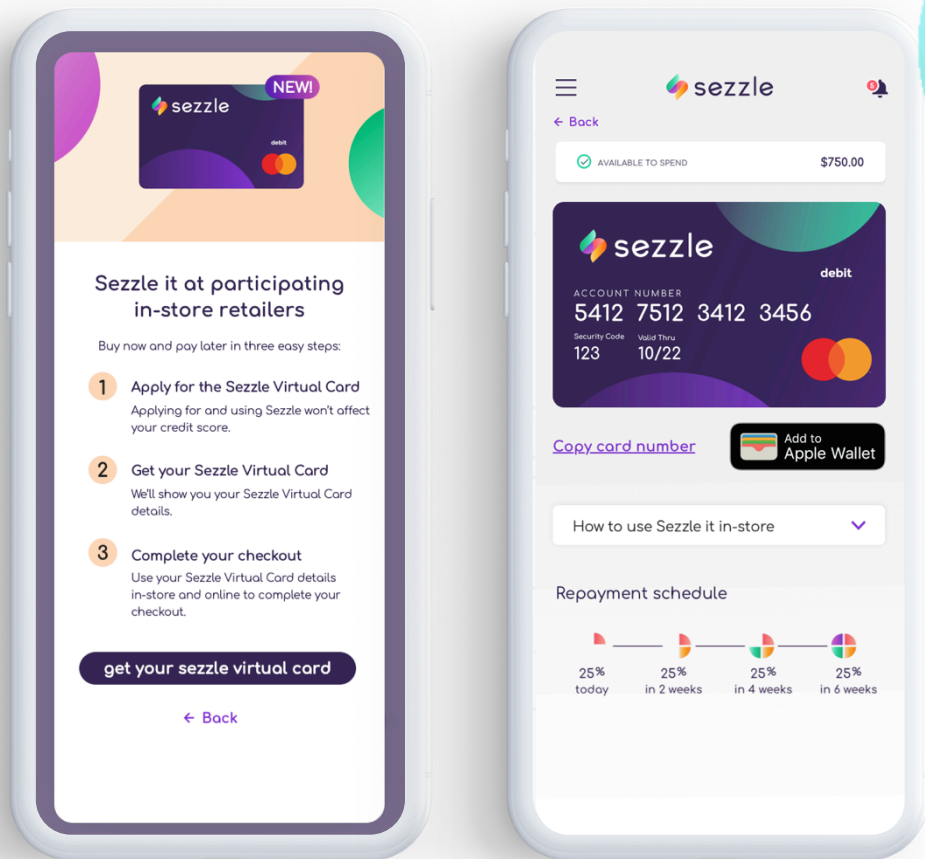 NEW!
sezzle
debit
Sezzle it at participating
in-store retailers
Buy now and pay later in three easy steps:
1
Apply for the Sezzle Virtual Card
Applying for and using Sezzle won't affect
your credit score.
2
Get your Sezzle Virtual Card
We'll show you your Sezzle Virtual Card
details.
3
Complete your checkout
Use your Sezzle Virtual Card details
in-store and online to complete your
checkout.
get your sezzle virtual card
← Back
sezzle
5
← Back
AVAILABLE TO SPEND $750.00
sezzle
debit
ACCOUNT NUMBER
5412 7512 3412 3456
Security Code Valid Thru
123 10/22
Copy card number
Add to
Apple Wallet
How to use Sezzle it in-store
Repayment schedule
25% 25% 25% 25%
today in 2 weeks in 4 weeks in 6 weeks